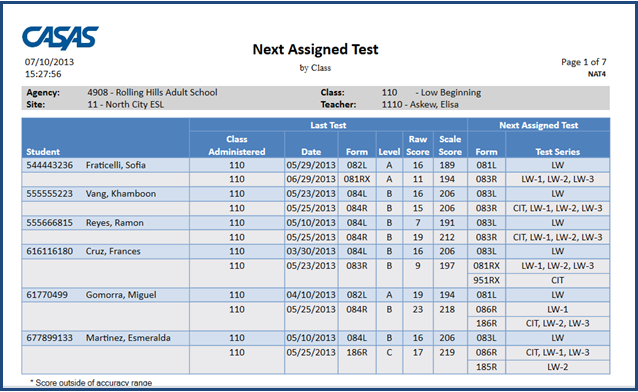 CASAS
07/10/2013
15:27:56
Next Assigned Test
by Class
Page 1 of 7
NAT4
Agency: 4908 - Rolling Hills Adult School Class: 110 - Low Beginning
Site: 11 - North City ESL Teacher: 1110 - Askew, Elisa
Last Test Next Assigned Test
Student Class Administered Date Form Level Raw Score Scale Score Form Test Series
544443236 Fraticelli, Sofia 110 05/29/2013 082L A 16 189 081L LW
110 06/29/2013 081RX A 11 194 083R LW-1, LW-2, LW-3
555555223 Vang, Khamboon 110 05/23/2013 084L B 16 206 083L LW
110 05/25/2013 084R B 15 206 083R CIT, LW-1, LW-2, LW-3
555666815 Reyes, Ramon 110 05/10/2013 084L B 7 191 083L LW
110 05/25/2013 084R B 19 212 083R CIT, LW-1, LW-2, LW-3
616116180 Cruz, Frances 110 03/30/2013 084L B 16 206 083L LW
110 05/23/2013 083R B 9 197 081RX LW-1, LW-2, LW-3
951RX CIT
61770499 Gomorra, Miguel 110 04/10/2013 082L A 19 194 081L LW
110 05/25/2013 084R B 23 218 086R LW-1
186R CIT, LW-2, LW-3
677899133 Martinez, Esmeralda 110 05/10/2013 084L B 16 206 083L LW
110 05/25/2013 186R C 17 219 086R CIT, LW-1, LW-3
185R LW-2
* Score outside of accuracy range